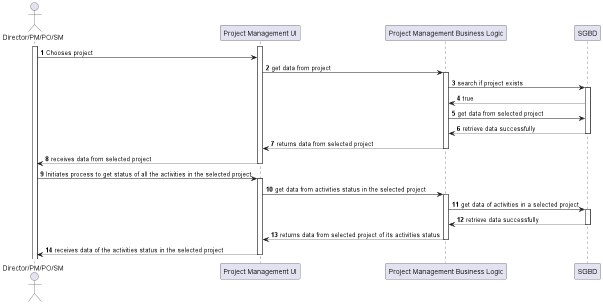 Director/PM/PO/SM
Project Management UI
Project Management Business Logic
SGBD
1 Chooses project
2 get data from project
3 search if project exists
4 true
5 get data from selected project
6 retrieve data successfully
7 returns data from selected project
8 receives data from selected project
9 Initiates process to get status of all the activities in the selected project
10 get data from activities status in the selected project
11 get data of activities in a selected project
12 retrieve data successfully
13 returns data from selected project of its activities status
14 receives data of the activities status in the selected project
Director/PM/PO/SM
Project Management UI
Project Management Business Logic
SGBD